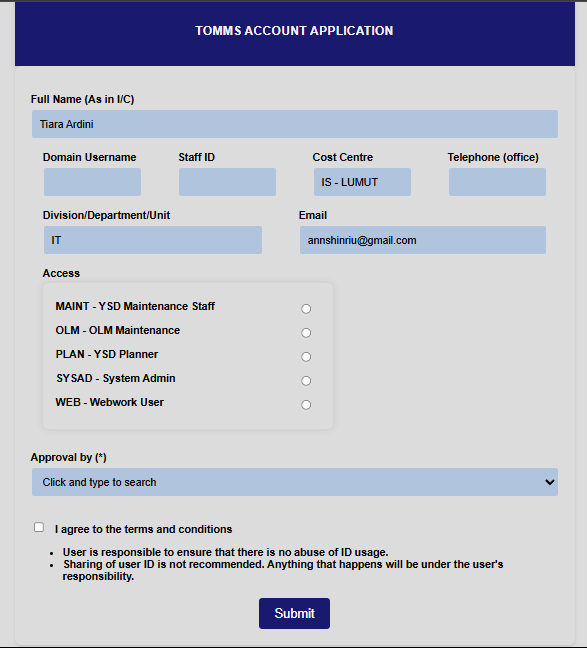 TOMMS ACCOUNT APPLICATION
Full Name (As in I/C)
Tiara Ardini
Domain Username Staff ID Cost Centre Telephone (office)
IS - LUMUT
Division/Department/Unit Email
IT annshinriu@gmail.com
Access
MAINT - YSD Maintenance Staff
OLM - OLM Maintenance
PLAN - YSD Planner
SYSAD - System Admin
WEB - Webwork User
Approval by (*)
Click and type to search
I agree to the terms and conditions
• User is responsible to ensure that there is no abuse of ID usage.
• Sharing of user ID is not recommended. Anything that happens will be under the user's
responsibility.
Submit